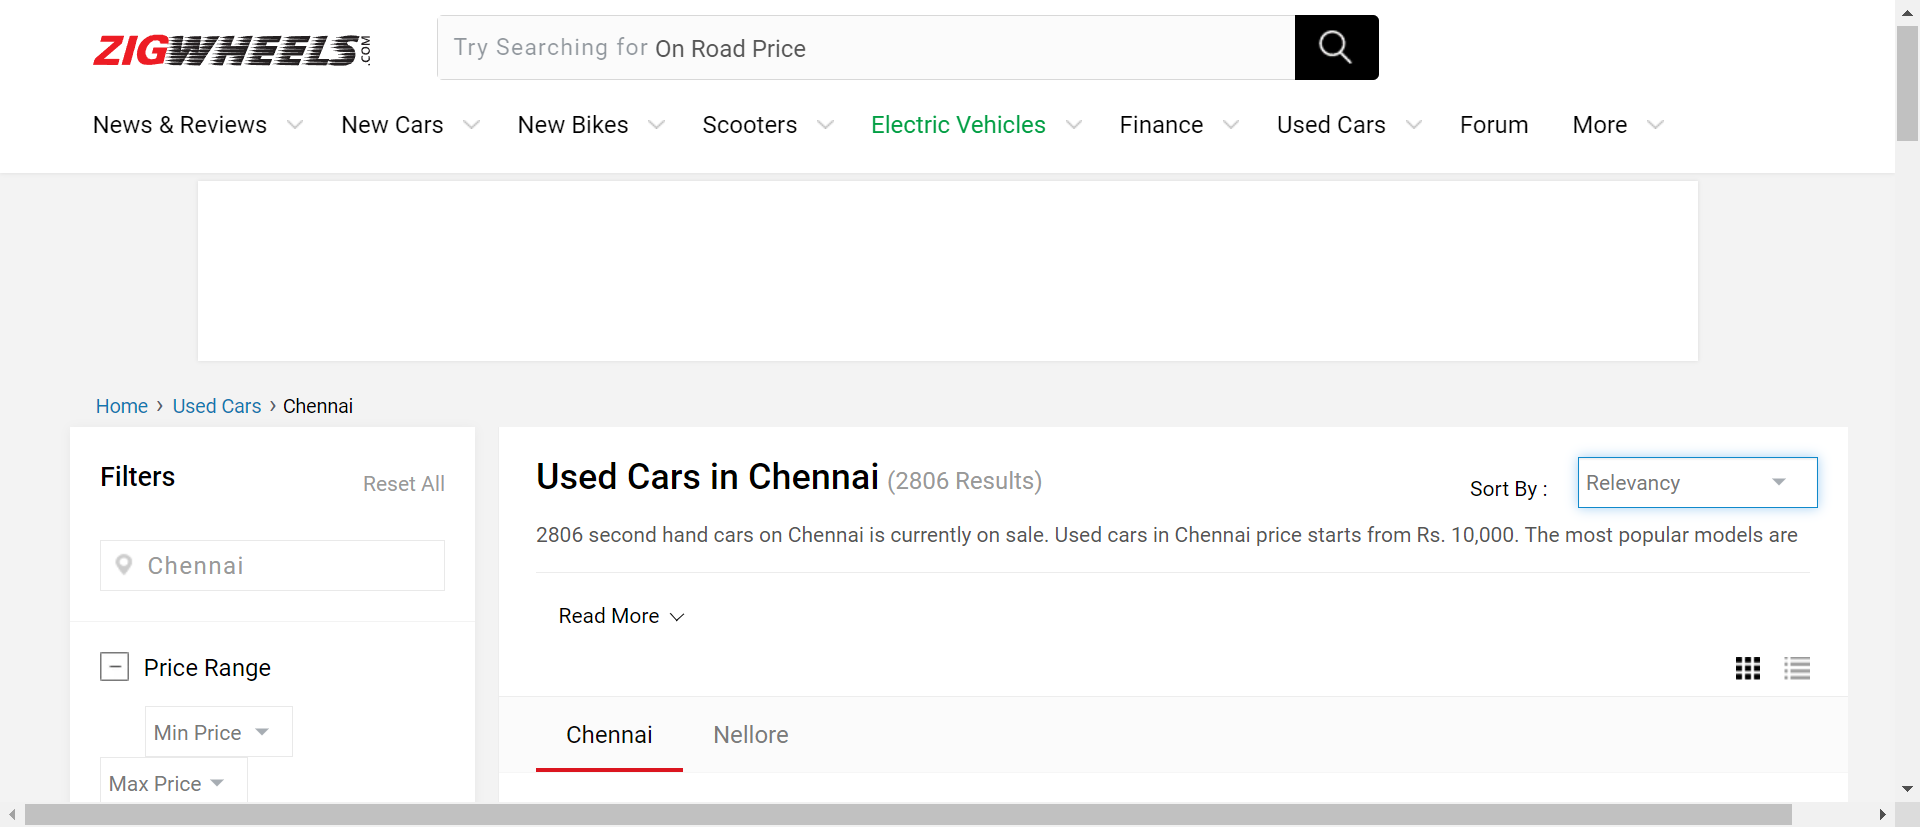 ZIGWHEELS.COM
Try Searching for On Road Price
News & Reviews New Cars New Bikes Scooters Electric Vehicles Finance Used Cars Forum More
Home › Used Cars › Chennai
Filters
Reset All
Chennai
Price Range
Min Price
Max Price
Used Cars in Chennai (2806 Results)
Sort By : Relevancy
2806 second hand cars on Chennai is currently on sale. Used cars in Chennai price starts from Rs. 10,000. The most popular models are
Read More
Chennai Nellore